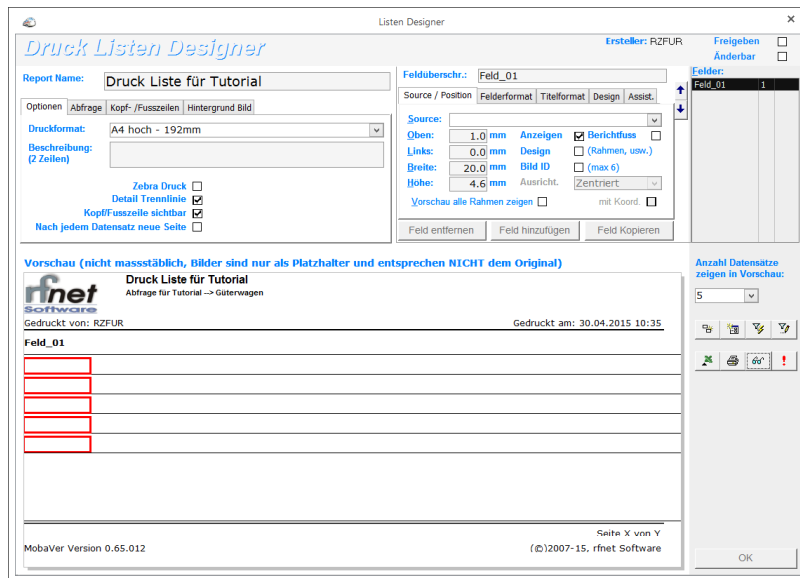 Listen Designer
Druck Listen Designer
Ersteller: RZFUR
Freigeben
Änderbar
Report Name: Druck Liste für Tutorial
Optionen Abfrage Kopf- /Fusszeilen Hintergrund Bild
Druckformat: A4 hoch - 192mm
Beschreibung:
(2 Zeilen)
Zebra Druck
Detail Trennlinie
Kopf/Fusszeile sichtbar
Nach jedem Datensatz neue Seite
Feldüberschr.: Feld_01
Source / Position Felderformat Titelformat Design Assist.
Source:
Oben: 1.0 mm Anzeigen Berichtfuss
Links: 0.0 mm Design (Rahmen, usw.)
Breite: 20.0 mm Bild ID (max 6)
Höhe: 4.6 mm Ausricht. Zentriert
Vorschau alle Rahmen zeigen mit Koord.
Feld entfernen Feld hinzufügen Feld Kopieren
Felder:
Feld_01 1
Vorschau (nicht massstäblich, Bilder sind nur als Platzhalter und entsprechen NICHT dem Original)
rfnet
Software
Druck Liste für Tutorial
Abfrage für Tutorial --> Güterwagen
Gedruckt von: RZFUR Gedruckt am: 30.04.2015 10:35
Feld_01
Seite X von Y
MobaVer Version 0.65.012 (©)2007-15, rfnet Software
Anzahl Datensätze
zeigen in Vorschau:
5
OK